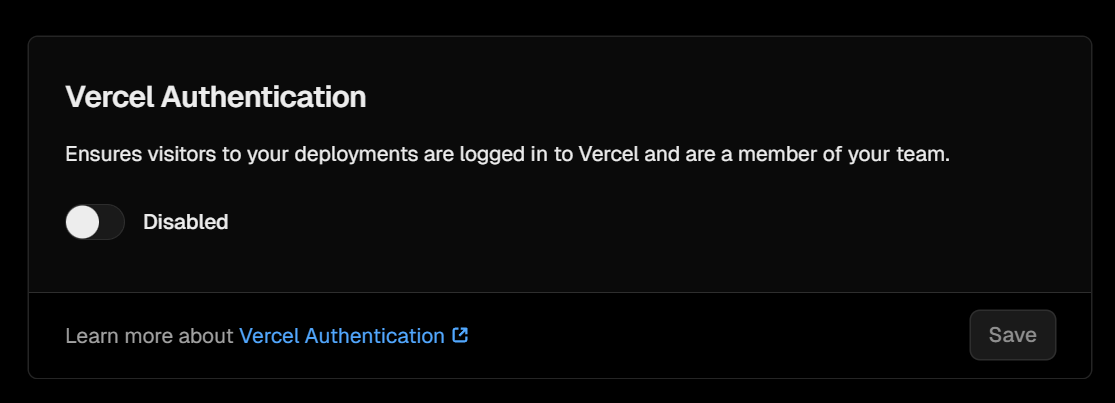 Vercel Authentication
Ensures visitors to your deployments are logged in to Vercel and are a member of your team.
Disabled
Learn more about Vercel Authentication
Save